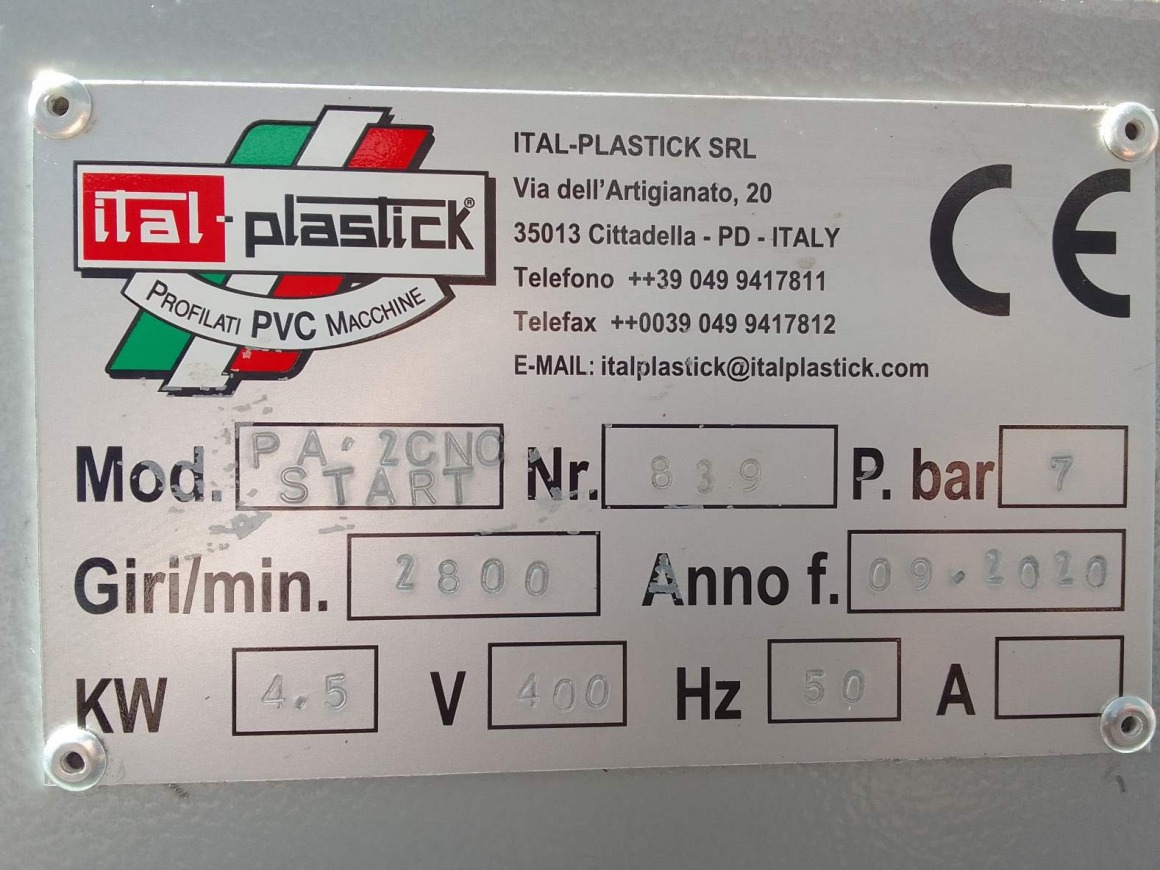 ital-plastick®
PROFILATI PVC MACCHINE
ITAL-PLASTICK SRL
Via dell'Artigianato, 20
35013 Cittadella - PD - ITALY
Telefono ++39 049 9417811
Telefax ++0039 049 9417812
E-MAIL: italplastick@italplastick.com
CE
Mod. PA. 2CNC START Nr. 839 P. bar 7
Giri/min. 2800 Anno f. 09.2020
KW 4.5 V 400 Hz 50 A